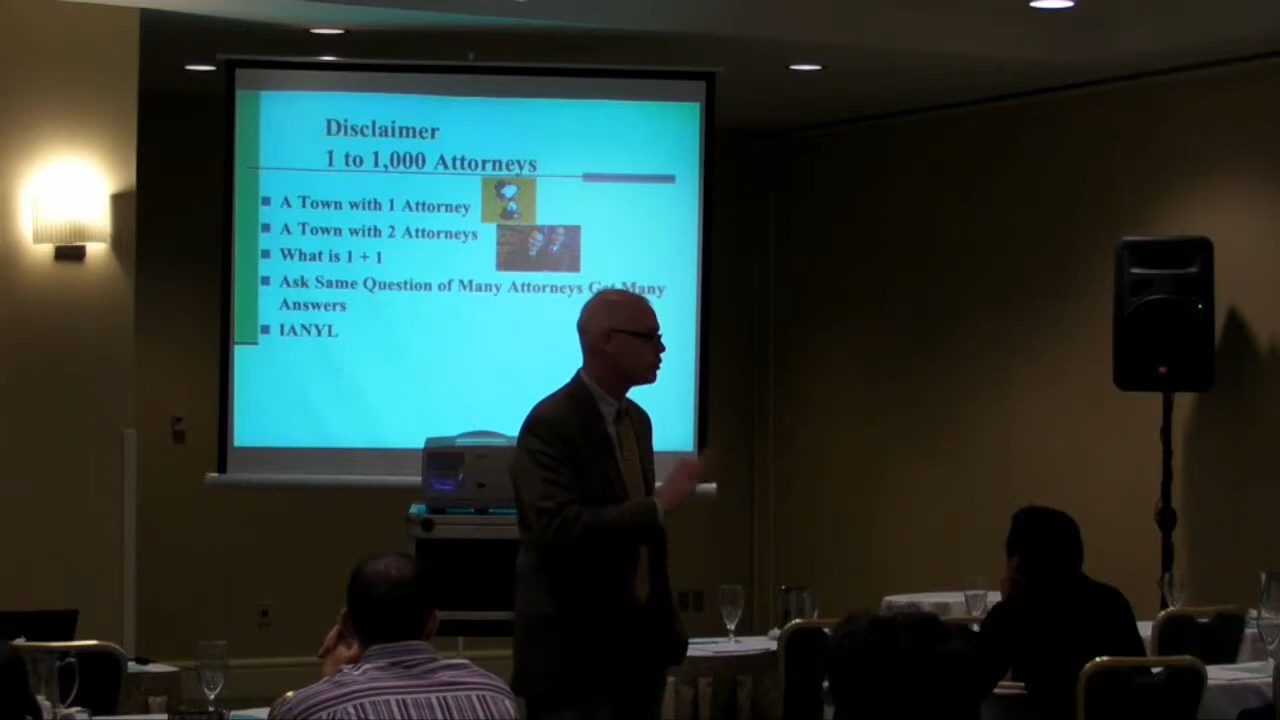 Disclaimer
1 to 1,000 Attorneys
A Town with 1 Attorney
A Town with 2 Attorneys
What is 1 + 1
Ask Same Question of Many Attorneys Get Many
Answers
IANYL